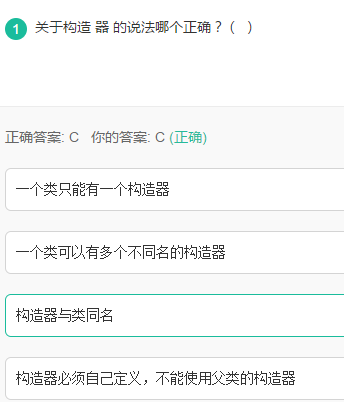 1 关于构造 器 的说法哪个正确？( )
正确答案: C 你的答案: C (正确)
一个类只能有一个构造器
一个类可以有多个不同名的构造器
构造器与类同名
构造器必须自己定义，不能使用父类的构造器